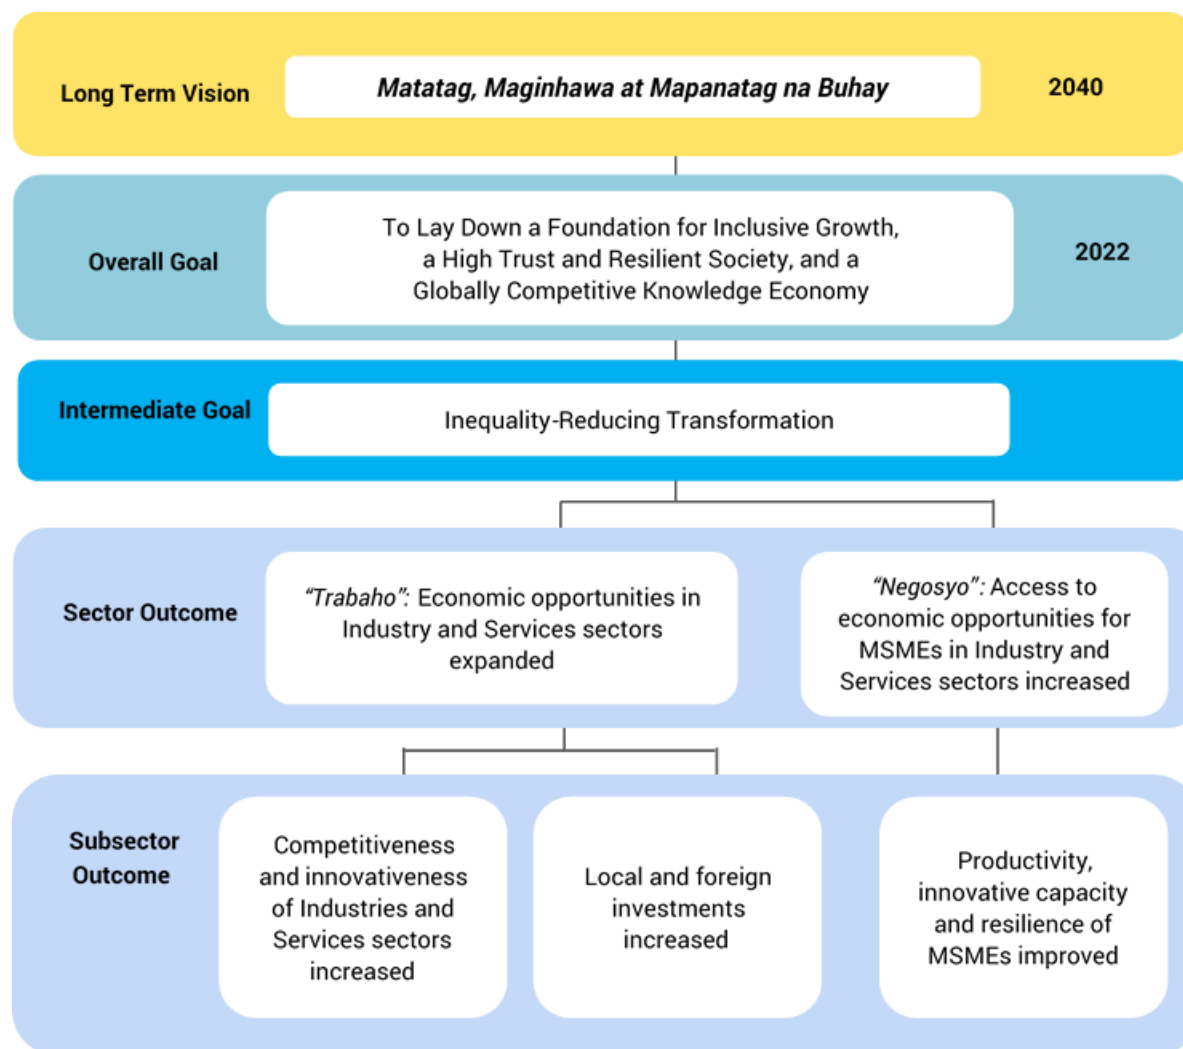 Long Term Vision
Matatag, Maginhawa at Mapanatag na Buhay
2040
Overall Goal
To Lay Down a Foundation for Inclusive Growth,
a High Trust and Resilient Society, and a
Globally Competitive Knowledge Economy
2022
Intermediate Goal
Inequality-Reducing Transformation
Sector Outcome
“Trabaho”: Economic opportunities in
Industry and Services sectors
expanded
“Negosyo”: Access to
economic opportunities for
MSMEs in Industry and
Services sectors increased
Subsector
Outcome
Competitiveness
and innovativeness
of Industries and
Services sectors
increased
Local and foreign
investments
increased
Productivity,
innovative capacity
and resilience of
MSMEs improved